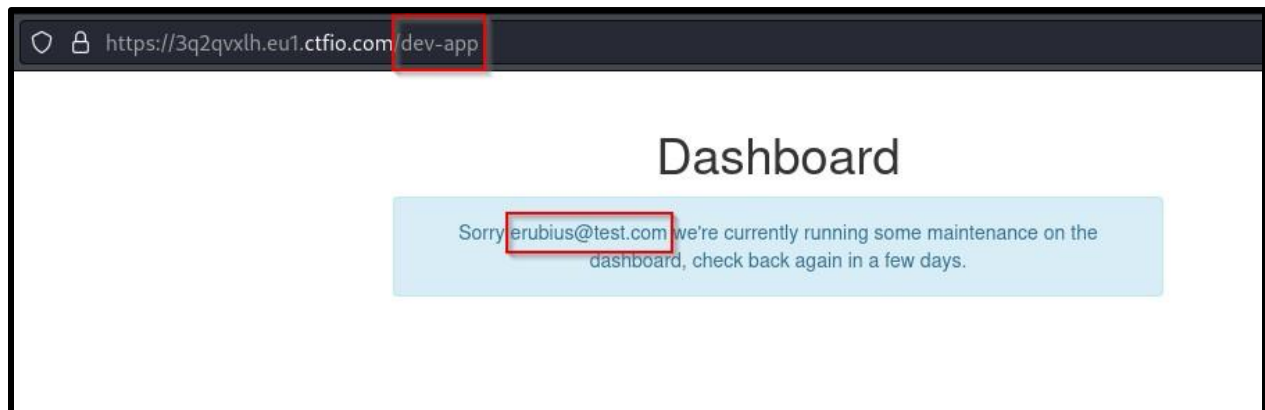 https://3q2qvxlh.eu1.ctfio.com/dev-app
Dashboard
Sorry erubius@test.com we're currently running some maintenance on the
dashboard, check back again in a few days.